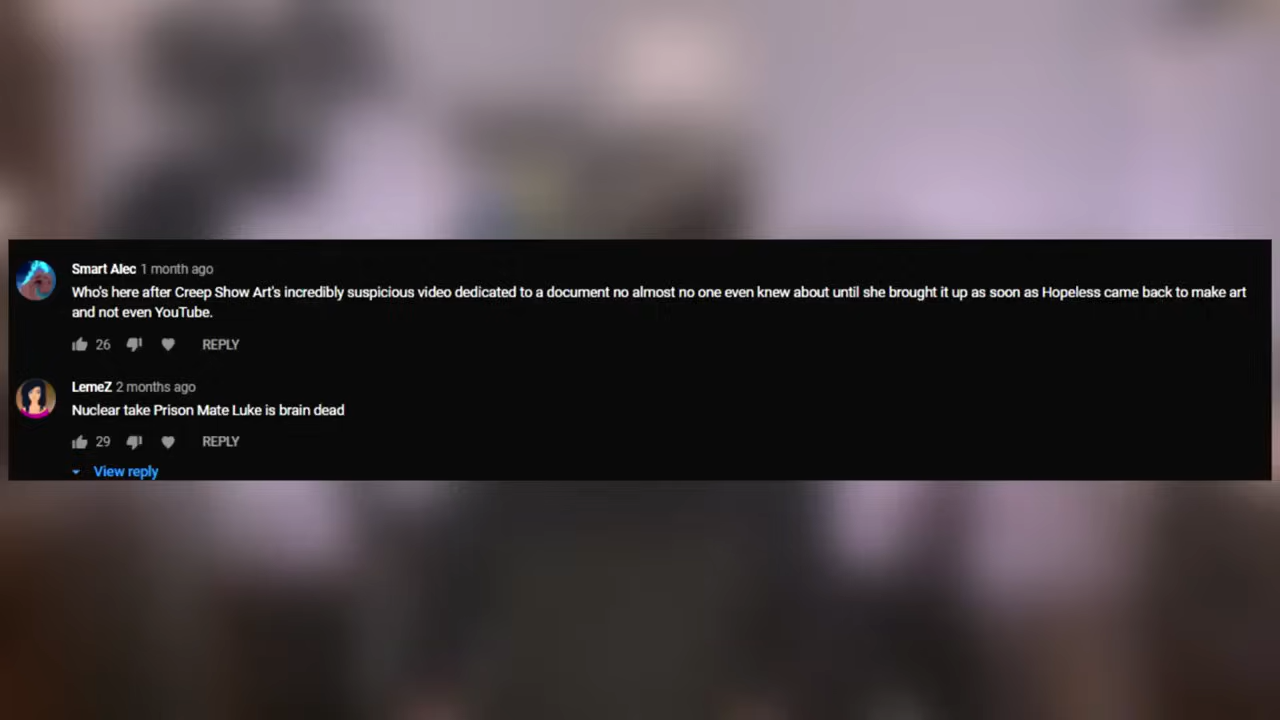 Smart Alec 1 month ago
Who's here after Creep Show Art's incredibly suspicious video dedicated to a document no almost no one even knew about until she brought it up as soon as Hopeless came back to make art
and not even YouTube.
26 REPLY
LemeZ 2 months ago
Nuclear take Prison Mate Luke is brain dead
29 REPLY
View reply